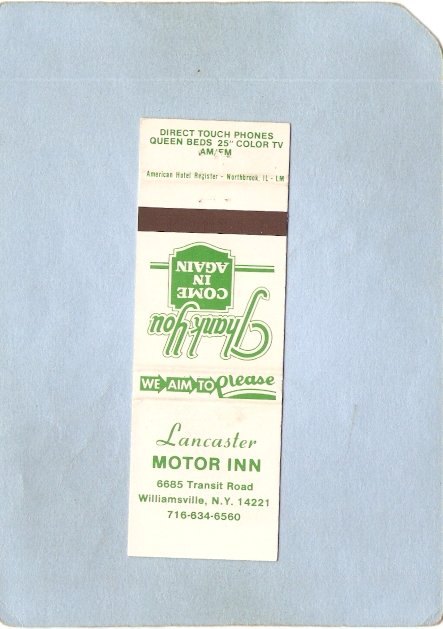 DIRECT TOUCH PHONES
QUEEN BEDS 25" COLOR TV
AM/FM
American Hotel Register - Northbrook, IL - LM
Thank You
COME
IN
AGAIN
WE AIM TO Please
Lancaster
MOTOR INN
6685 Transit Road
Williamsville, N.Y. 14221
716-634-6560